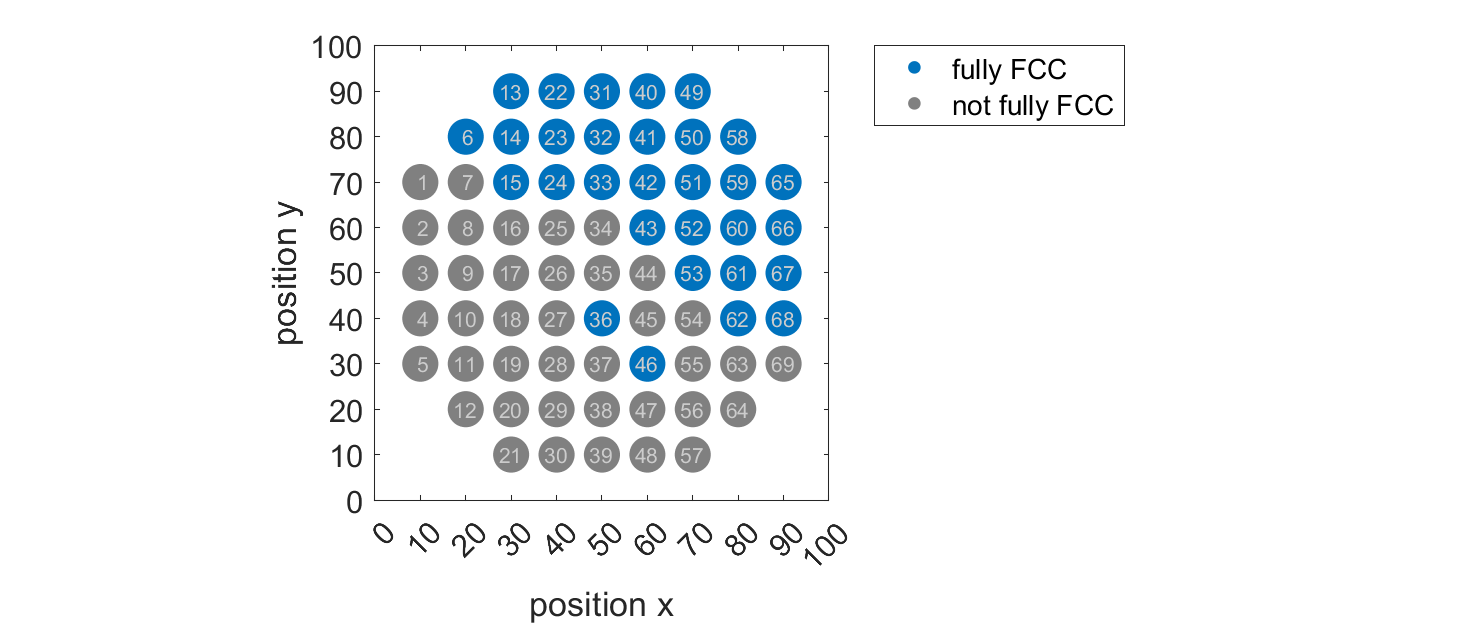 100
90
80
70
60
50
40
30
20
10
0
position y
13 22 31 40 49
6 14 23 32 41 50 58
1 7 15 24 33 42 51 59 65
2 8 16 25 34 43 52 60 66
3 9 17 26 35 44 53 61 67
4 10 18 27 36 45 54 62 68
5 11 19 28 37 46 55 63 69
12 20 29 38 47 56 64
21 30 39 48 57
0 10 20 30 40 50 60 70 80 90 100
position x
fully FCC
not fully FCC